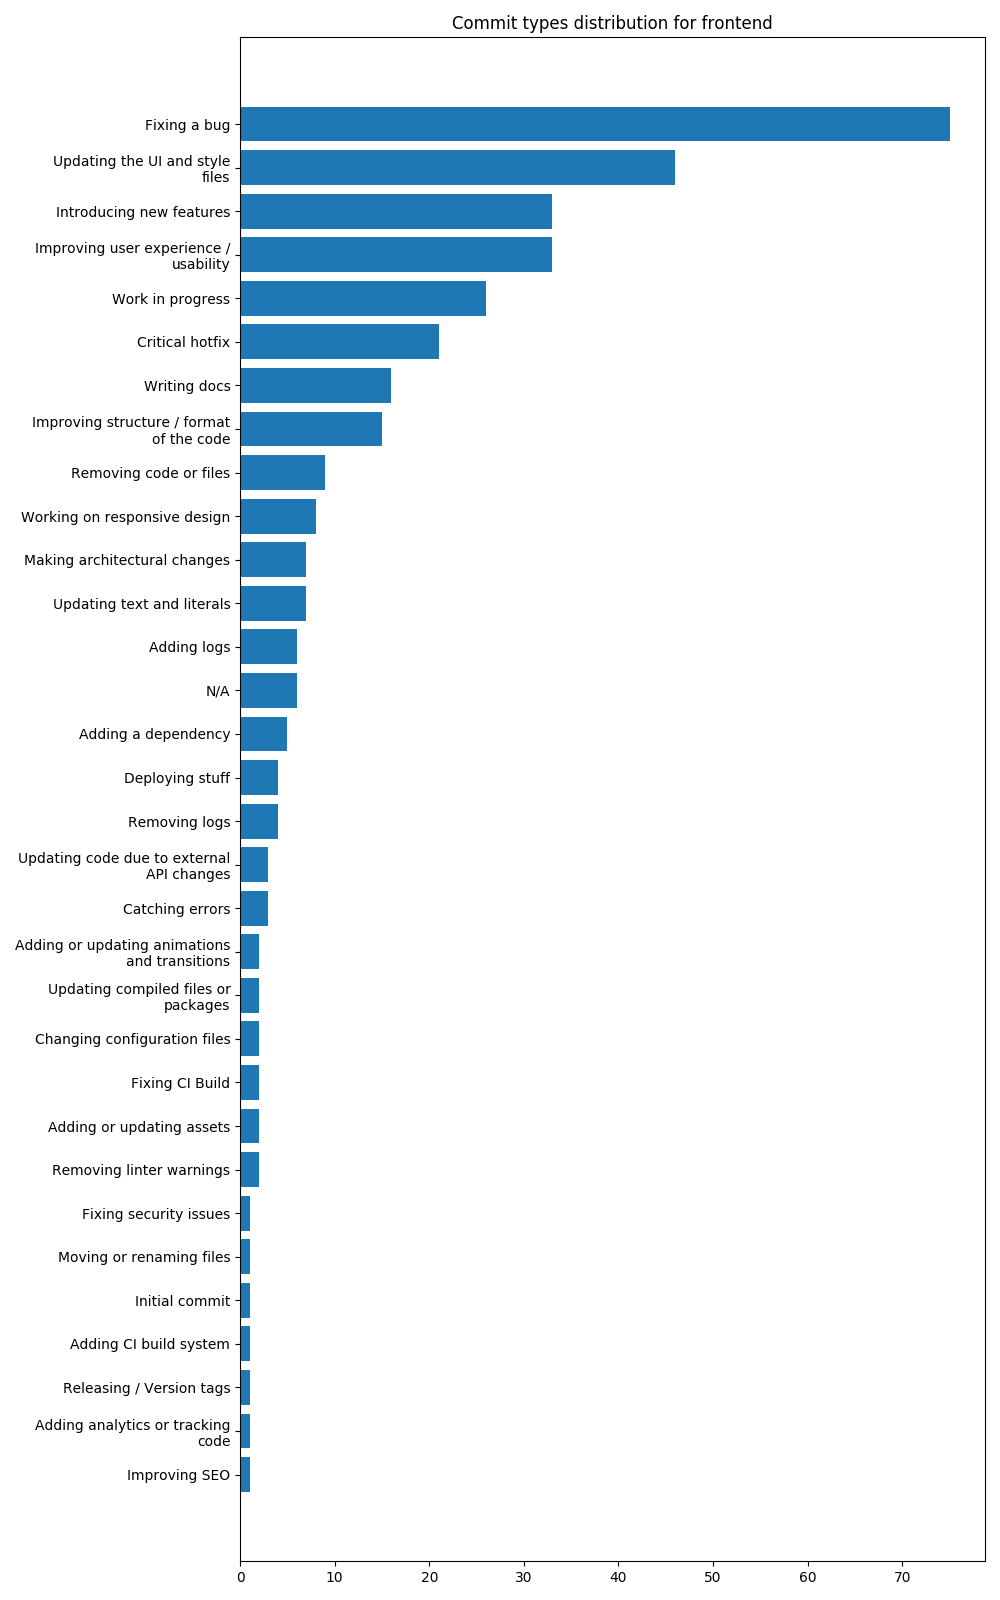 Commit types distribution for frontend
Fixing a bug
Updating the UI and style
files
Introducing new features
Improving user experience /
usability
Work in progress
Critical hotfix
Writing docs
Improving structure / format
of the code
Removing code or files
Working on responsive design
Making architectural changes
Updating text and literals
Adding logs
N/A
Adding a dependency
Deploying stuff
Removing logs
Updating code due to external
API changes
Catching errors
Adding or updating animations
and transitions
Updating compiled files or
packages
Changing configuration files
Fixing CI Build
Adding or updating assets
Removing linter warnings
Fixing security issues
Moving or renaming files
Initial commit
Adding CI build system
Releasing / Version tags
Adding analytics or tracking
code
Improving SEO
0 10 20 30 40 50 60 70